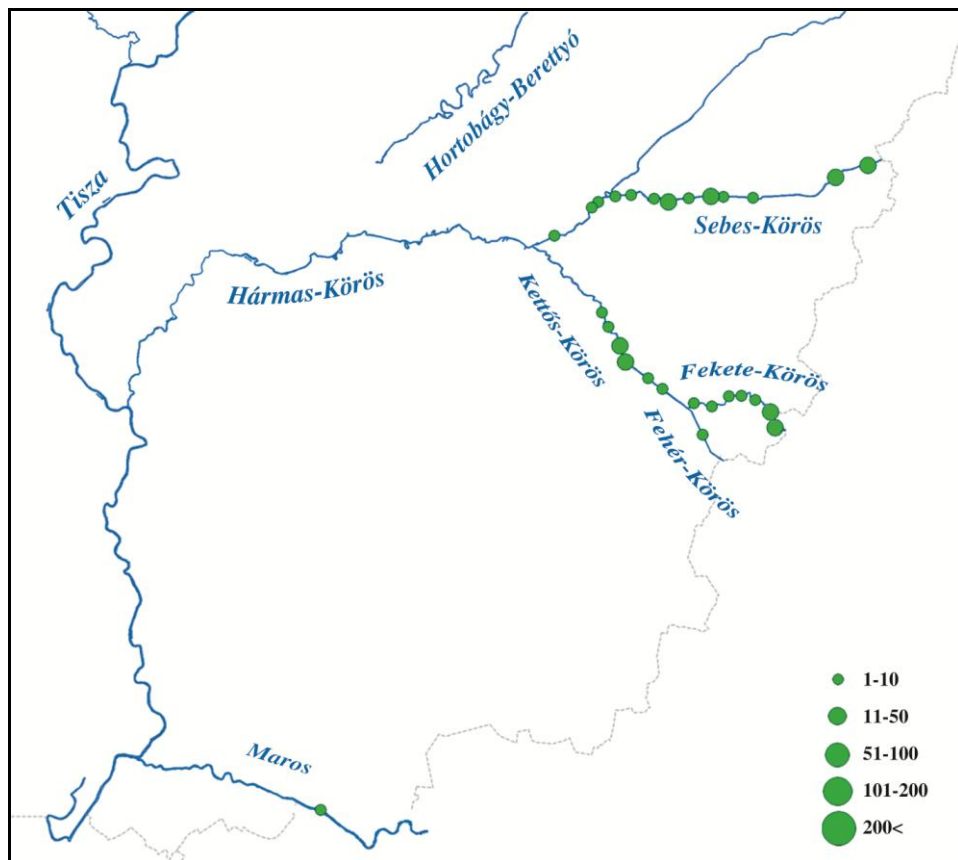 Hortobágy-Berettyó
Tisza
Sebes-Körös
Hármas-Körös
Kettős-Körös
Fekete-Körös
Fehér-Körös
Maros
1-10
11-50
51-100
101-200
200<